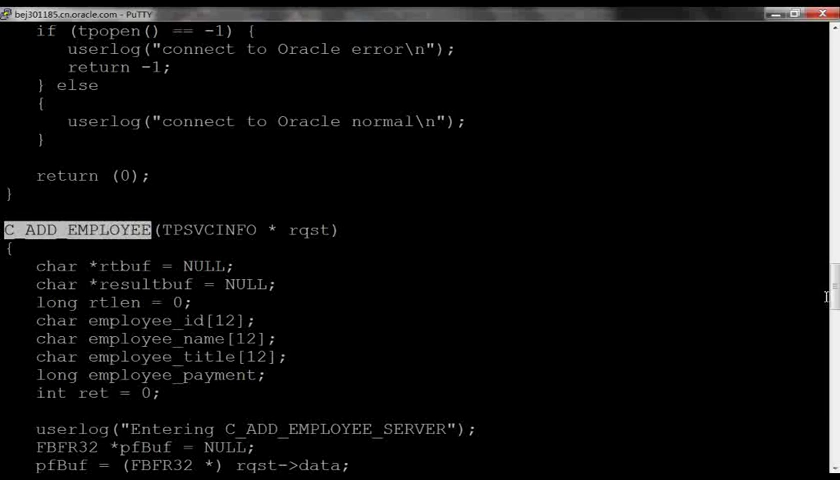 bej301185.cn.oracle.com - PuTTY
if (tpopen() == -1) {
userlog("connect to Oracle error\n");
return -1;
} else
{
userlog("connect to Oracle normal\n");
}
return (0);
}
C_ADD_EMPLOYEE(TPSVCINFO * rqst)
{
char *rtbuf = NULL;
char *resultbuf = NULL;
long rtlen = 0;
char employee_id[12];
char employee_name[12];
char employee_title[12];
long employee_payment;
int ret = 0;
userlog("Entering C_ADD_EMPLOYEE_SERVER");
FBFR32 *pfBuf = NULL;
pfBuf = (FBFR32 *) rqst->data;